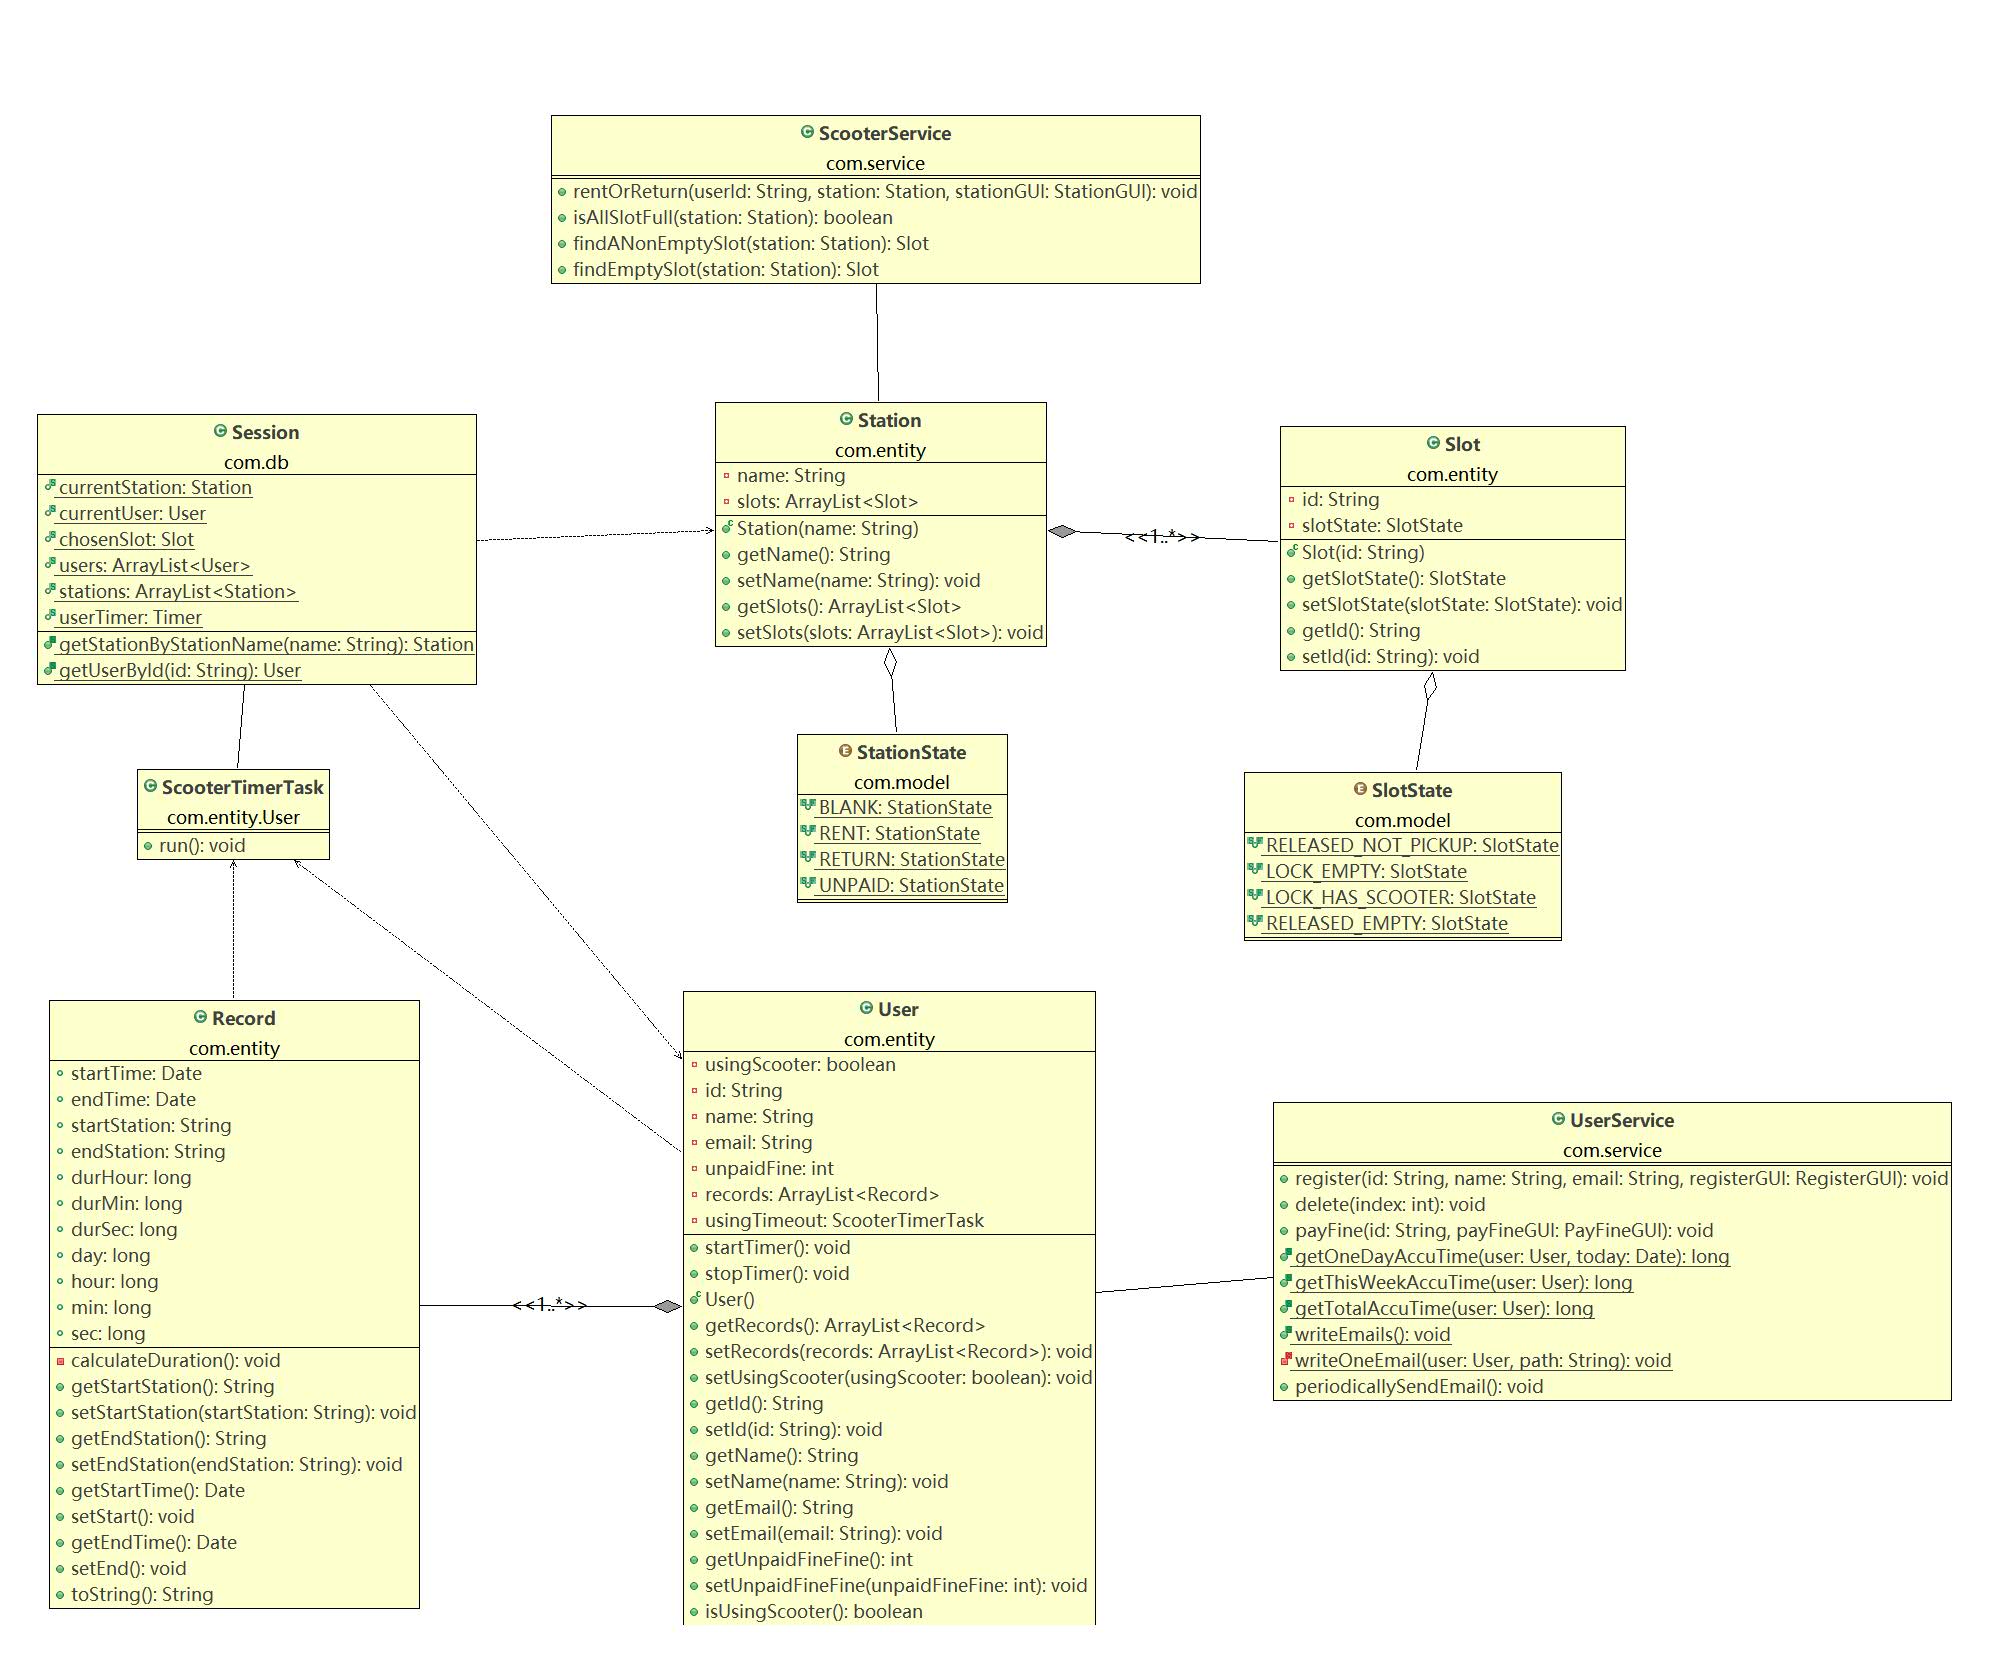 ScooterService
com.service
rentOrReturn(userId: String, station: Station, stationGUI: StationGUI): void
isAllSlotFull(station: Station): boolean
findANonEmptySlot(station: Station): Slot
findEmptySlot(station: Station): Slot
Session
com.db
currentStation: Station
currentUser: User
chosenSlot: Slot
users: ArrayList<User>
stations: ArrayList<Station>
userTimer: Timer
getStationByStationName(name: String): Station
getUserById(id: String): User
Station
com.entity
name: String
slots: ArrayList<Slot>
Station(name: String)
getName(): String
setName(name: String): void
getSlots(): ArrayList<Slot>
setSlots(slots: ArrayList<Slot>): void
<<1..*>>
Slot
com.entity
id: String
slotState: SlotState
Slot(id: String)
getSlotState(): SlotState
setSlotState(slotState: SlotState): void
getId(): String
setId(id: String): void
ScooterTimerTask
com.entity.User
run(): void
StationState
com.model
BLANK: StationState
RENT: StationState
RETURN: StationState
UNPAID: StationState
SlotState
com.model
RELEASED_NOT_PICKUP: SlotState
LOCK_EMPTY: SlotState
LOCK_HAS_SCOOTER: SlotState
RELEASED_EMPTY: SlotState
Record
com.entity
startTime: Date
endTime: Date
startStation: String
endStation: String
durHour: long
durMin: long
durSec: long
day: long
hour: long
min: long
sec: long
calculateDuration(): void
getStartStation(): String
setStartStation(startStation: String): void
getEndStation(): String
setEndStation(endStation: String): void
getStartTime(): Date
setStart(): void
getEndTime(): Date
setEnd(): void
toString(): String
<<1..*>>
User
com.entity
usingScooter: boolean
id: String
name: String
email: String
unpaidFine: int
records: ArrayList<Record>
usingTimeout: ScooterTimerTask
startTimer(): void
stopTimer(): void
User()
getRecords(): ArrayList<Record>
setRecords(records: ArrayList<Record>): void
setUsingScooter(usingScooter: boolean): void
getId(): String
setId(id: String): void
getName(): String
setName(name: String): void
getEmail(): String
setEmail(email: String): void
getUnpaidFineFine(): int
setUnpaidFineFine(unpaidFineFine: int): void
isUsingScooter(): boolean
UserService
com.service
register(id: String, name: String, email: String, registerGUI: RegisterGUI): void
delete(index: int): void
payFine(id: String, payFineGUI: PayFineGUI): void
getOneDayAccuTime(user: User, today: Date): long
getThisWeekAccuTime(user: User): long
getTotalAccuTime(user: User): long
writeEmails(): void
writeOneEmail(user: User, path: String): void
periodicallySendEmail(): void